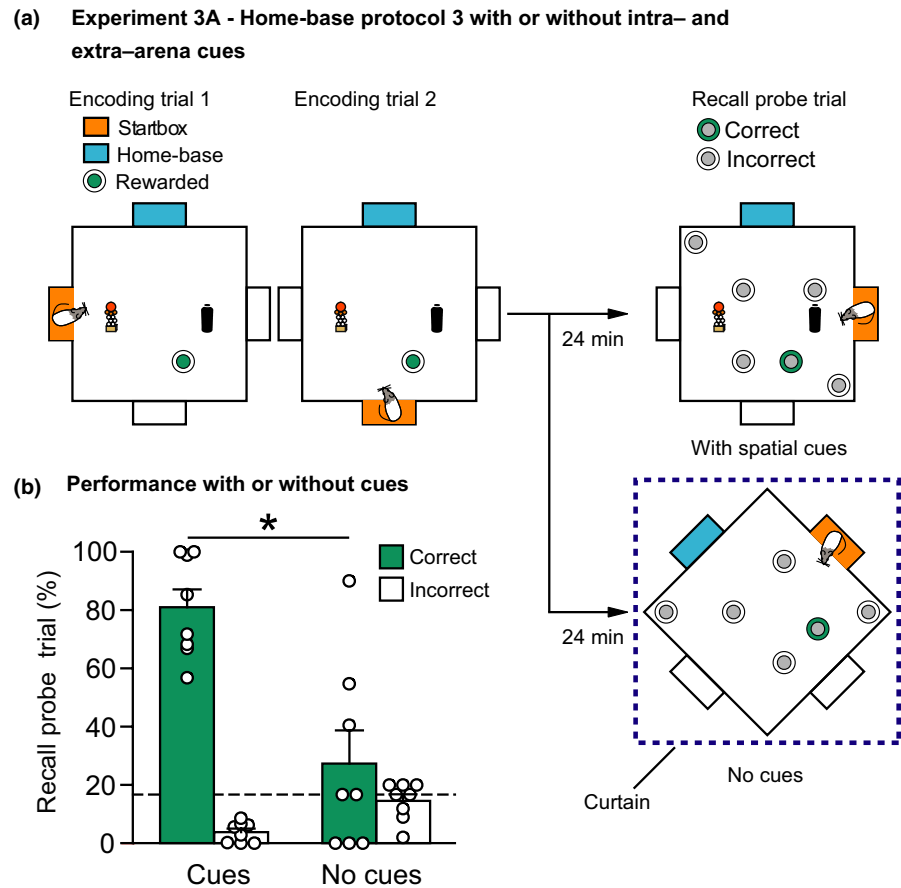 (a) Experiment 3A - Home-base protocol 3 with or without intra– and
extra–arena cues
Encoding trial 1
Startbox
Home-base
Rewarded
Encoding trial 2
Recall probe trial
Correct
Incorrect
24 min
With spatial cues
24 min
Curtain
No cues
(b) Performance with or without cues
*
Correct
Incorrect
Recall probe trial (%)
100
80
60
40
20
0
Cues
No cues